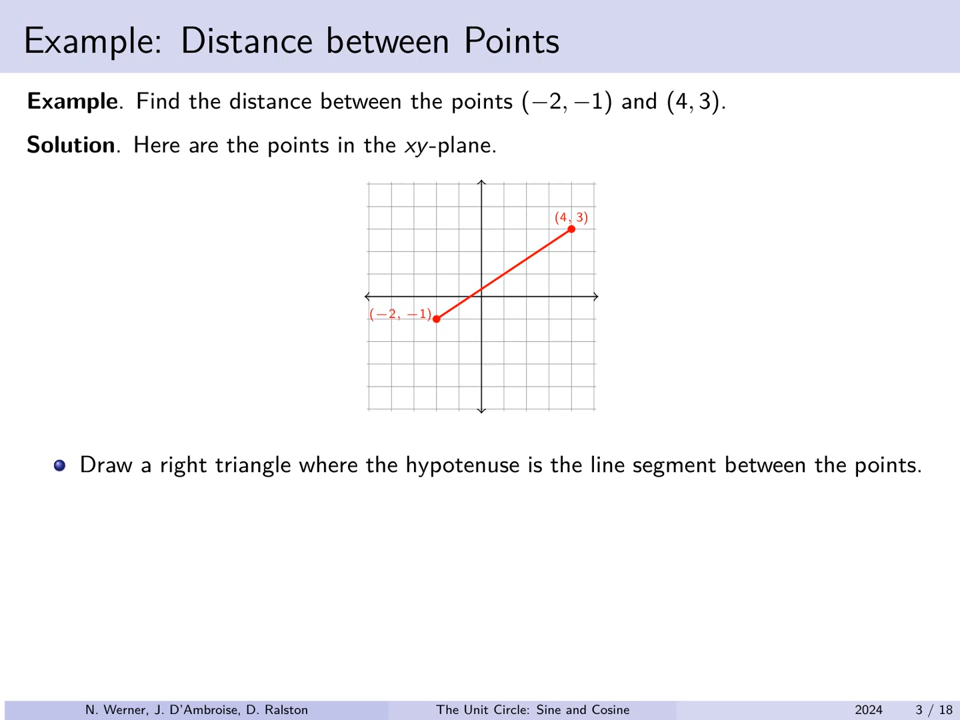 Example: Distance between Points
Example. Find the distance between the points (−2, −1) and (4, 3).
Solution. Here are the points in the xy-plane.
(4, 3)
(−2, −1)
Draw a right triangle where the hypotenuse is the line segment between the points.
N. Werner, J. D'Ambroise, D. Ralston
The Unit Circle: Sine and Cosine
2024
3 / 18